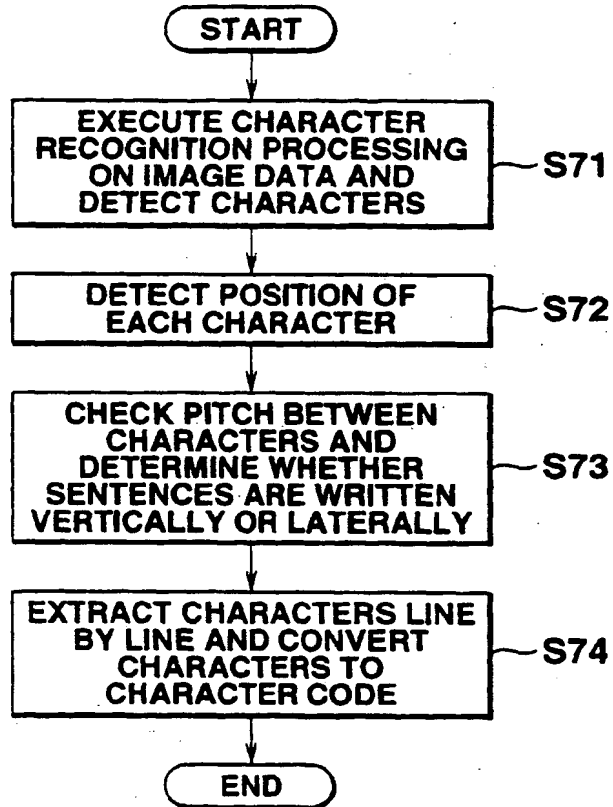 START
EXECUTE CHARACTER
RECOGNITION PROCESSING
ON IMAGE DATA AND
DETECT CHARACTERS
S71
DETECT POSITION OF
EACH CHARACTER
S72
CHECK PITCH BETWEEN
CHARACTERS AND
DETERMINE WHETHER
SENTENCES ARE WRITTEN
VERTICALLY OR LATERALLY
S73
EXTRACT CHARACTERS LINE
BY LINE AND CONVERT
CHARACTERS TO
CHARACTER CODE
S74
END